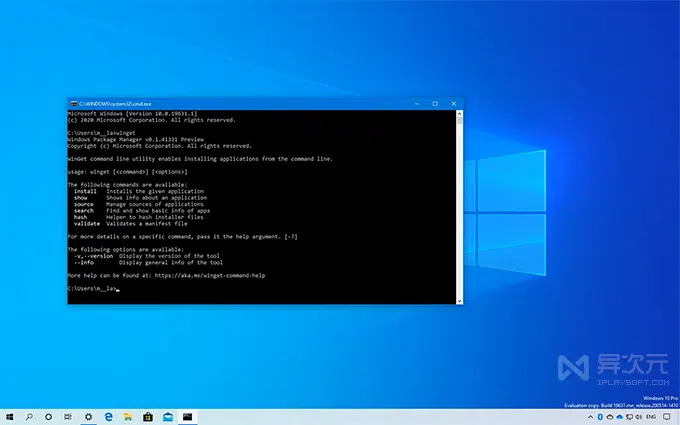 C:\WINDOWS\system32\cmd.exe
Microsoft Windows [Version 10.0.19631.1]
(c) 2020 Microsoft Corporation. All rights reserved.
C:\Users\m__la>winget
Windows Package Manager v0.1.41331 Preview
Copyright (c) Microsoft Corporation. All rights reserved.
WinGet command line utility enables installing applications from the command line.
usage: winget [<command>] [<options>]
The following commands are available:
install Installs the given application
show Shows info about an application
source Manage sources of applications
search Find and show basic info of apps
hash Helper to hash installer files
validate Validates a manifest file
For more details on a specific command, pass it the help argument. [-?]
The following options are available:
-v,--version Display the version of the tool
--info Display general info of the tool
More help can be found at: https://aka.ms/winget-command-help
C:\Users\m__la>
异次元
IPLAYSOFT.COM
Windows 10 Pro
Evaluation copy. Build 19631.mn_release.200514-1410
ENG